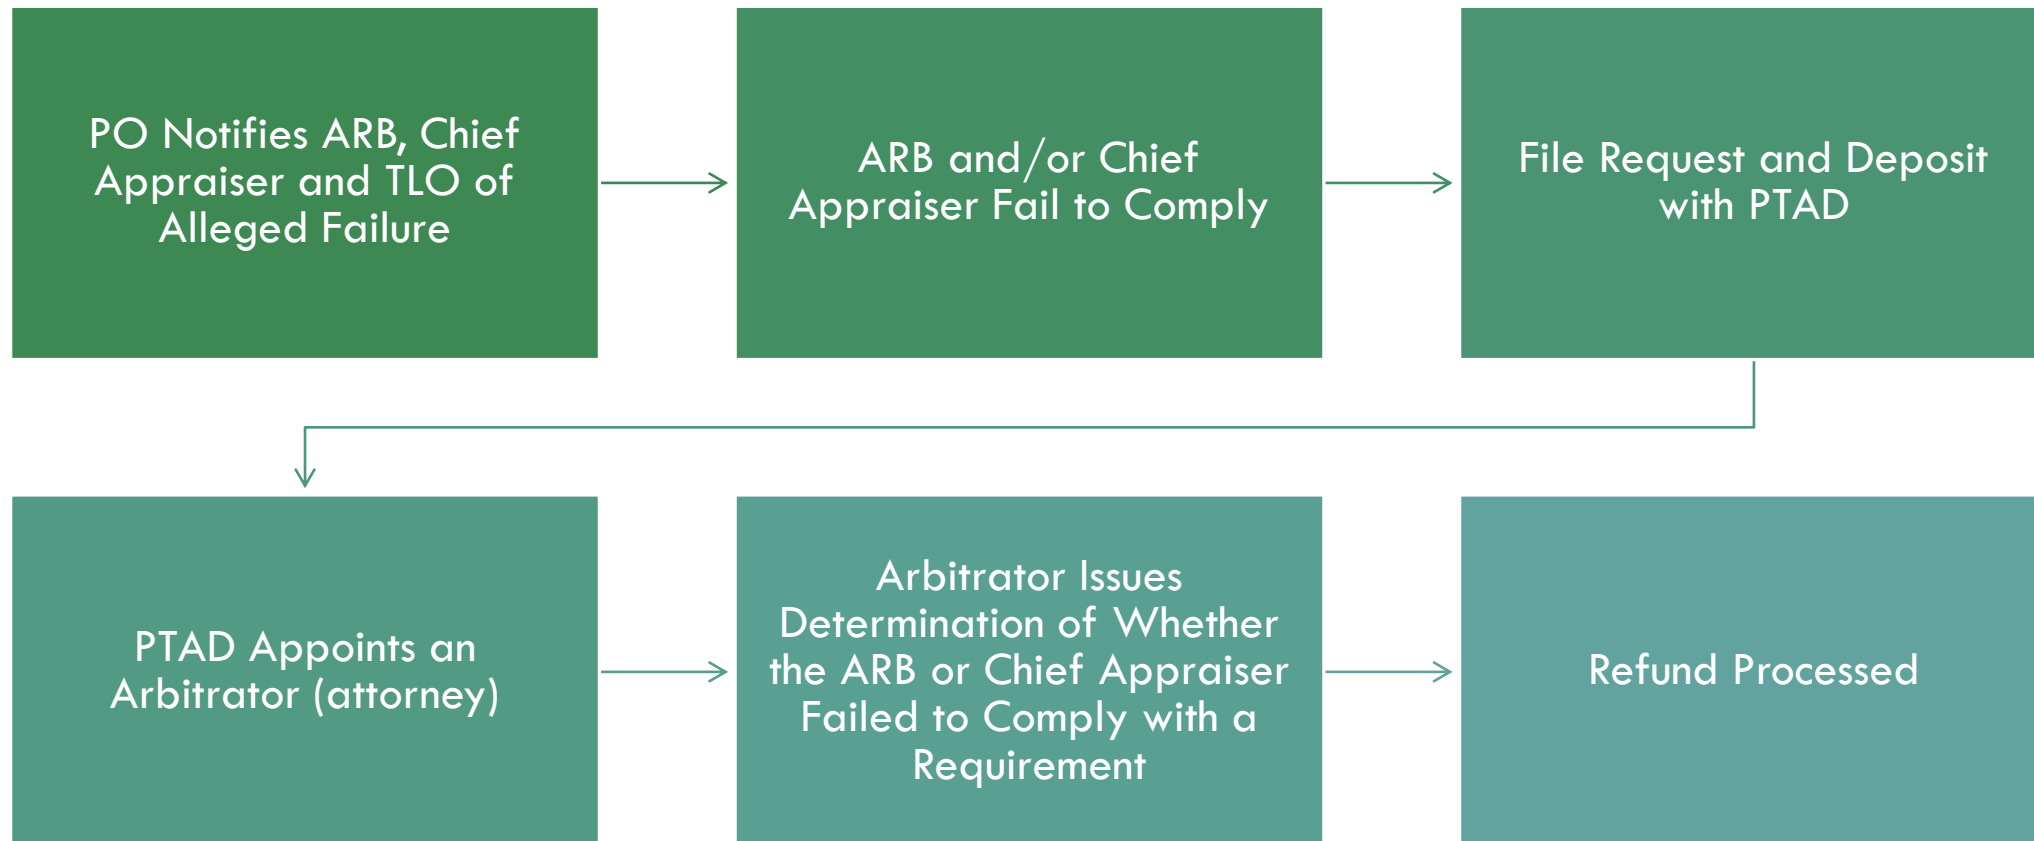 PO Notifies ARB, Chief
Appraiser and TLO of
Alleged Failure
ARB and/or Chief
Appraiser Fail to Comply
File Request and Deposit
with PTAD
PTAD Appoints an
Arbitrator (attorney)
Arbitrator Issues
Determination of Whether
the ARB or Chief Appraiser
Failed to Comply with a
Requirement
Refund Processed